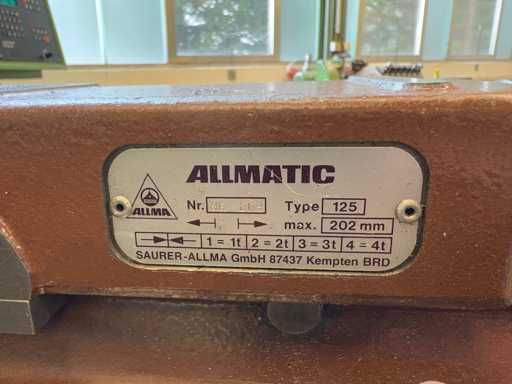 ALLMATIC
ALLMA
Nr. Type 125
max. 202 mm
1 = 1t 2 = 2t 3 = 3t 4 = 4t
SAURER-ALLMA GmbH 87437 Kempten BRD